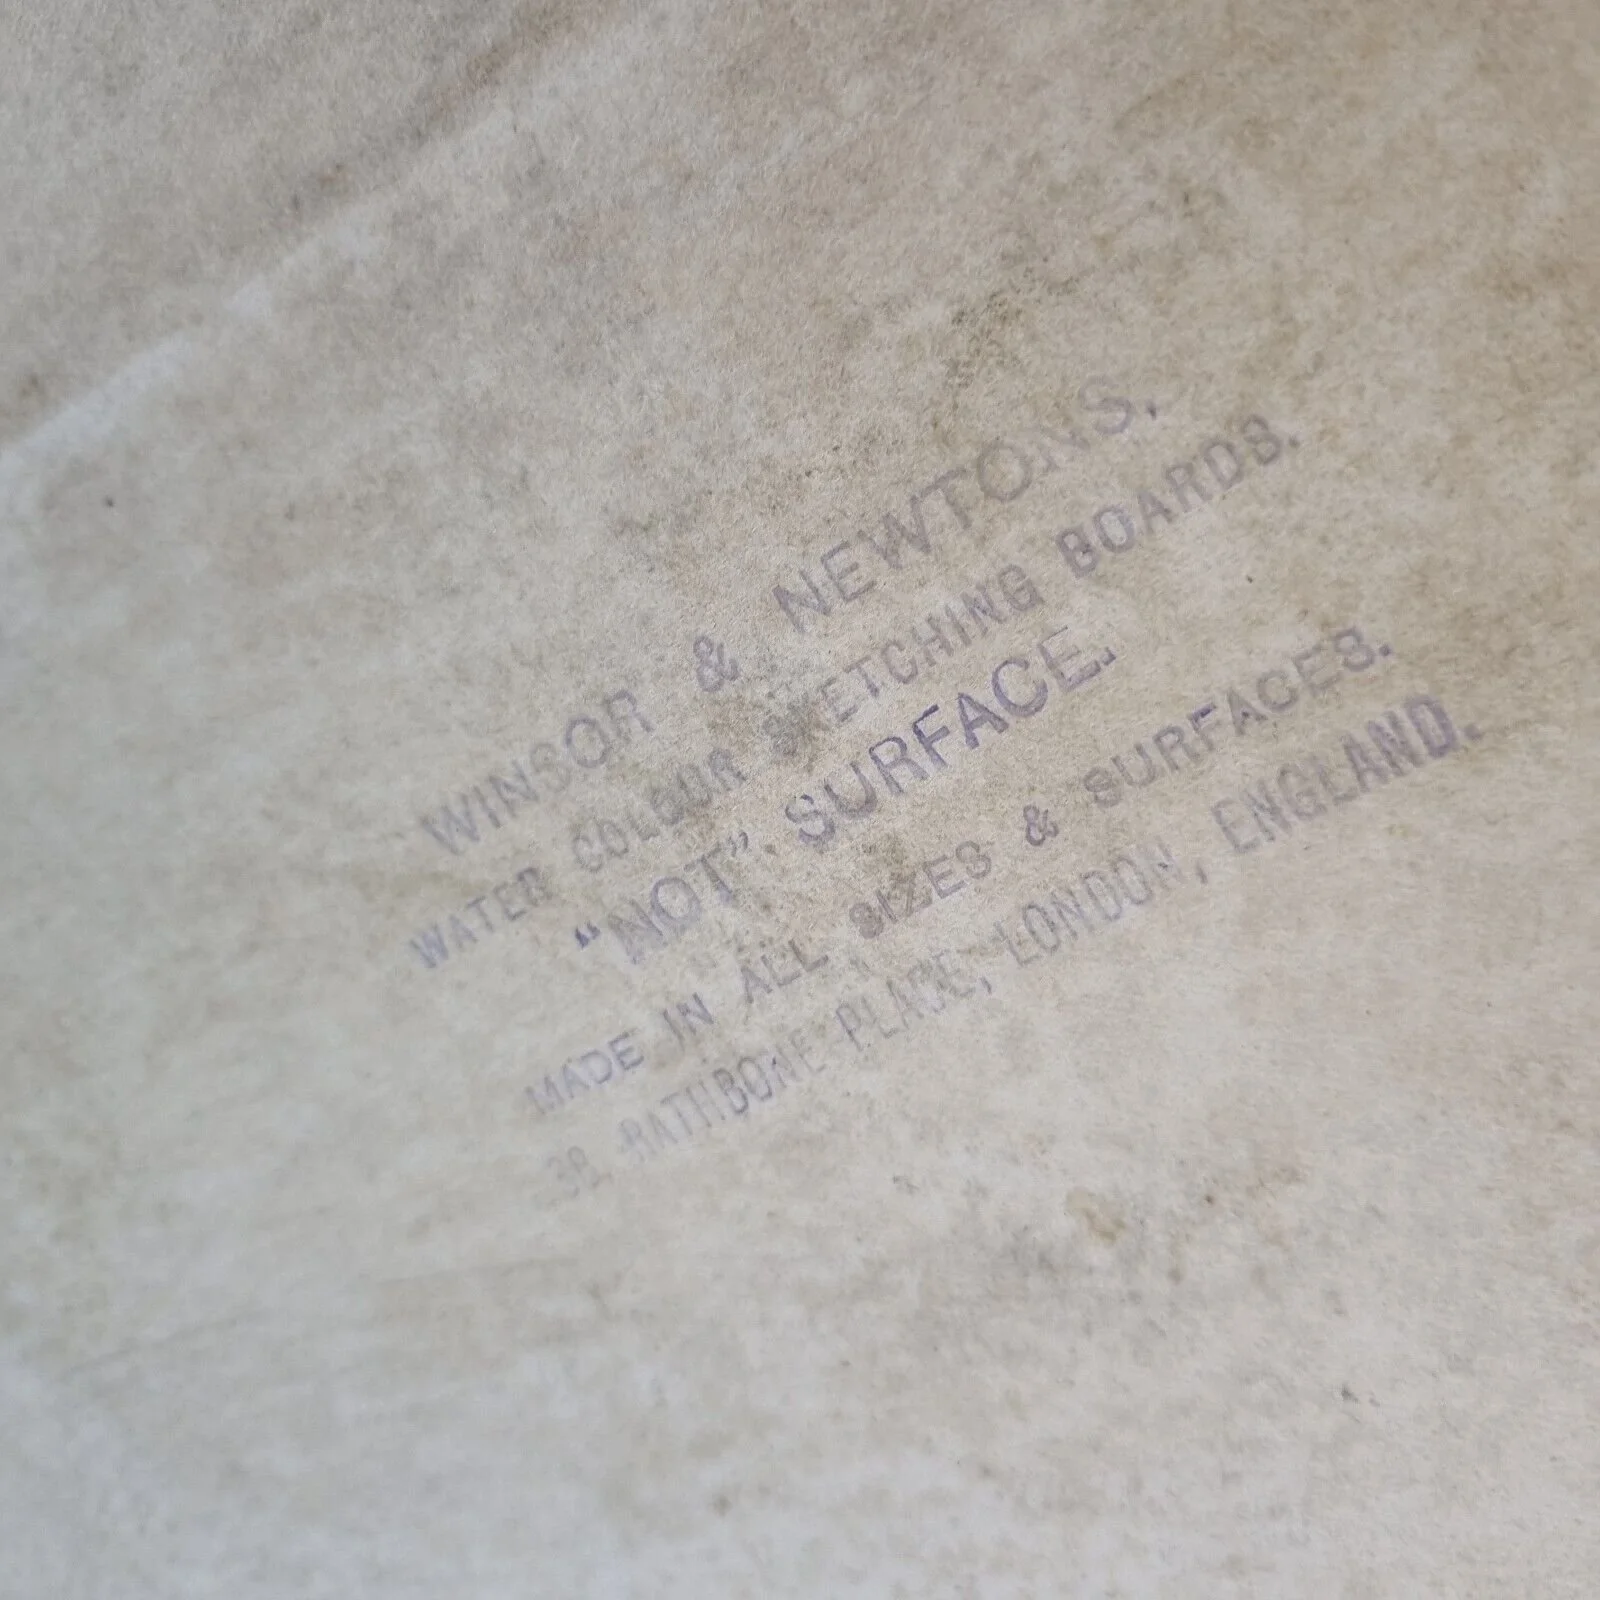 WINSOR & NEWTONS.
WATER COLOUR SKETCHING BOARDS.
"NOT" SURFACE.
MADE IN ALL SIZES & SURFACES.
38 RATHBONE PLACE, LONDON, ENGLAND.